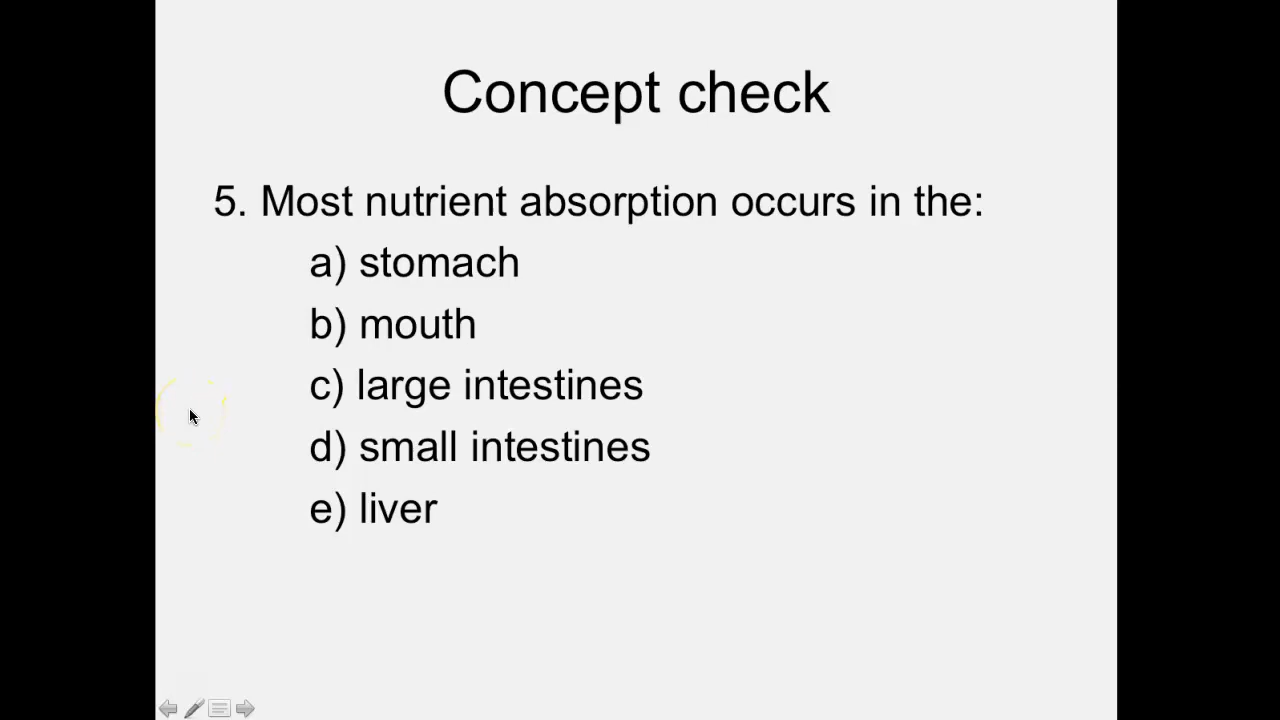 Concept check
5. Most nutrient absorption occurs in the:
a) stomach
b) mouth
c) large intestines
d) small intestines
e) liver